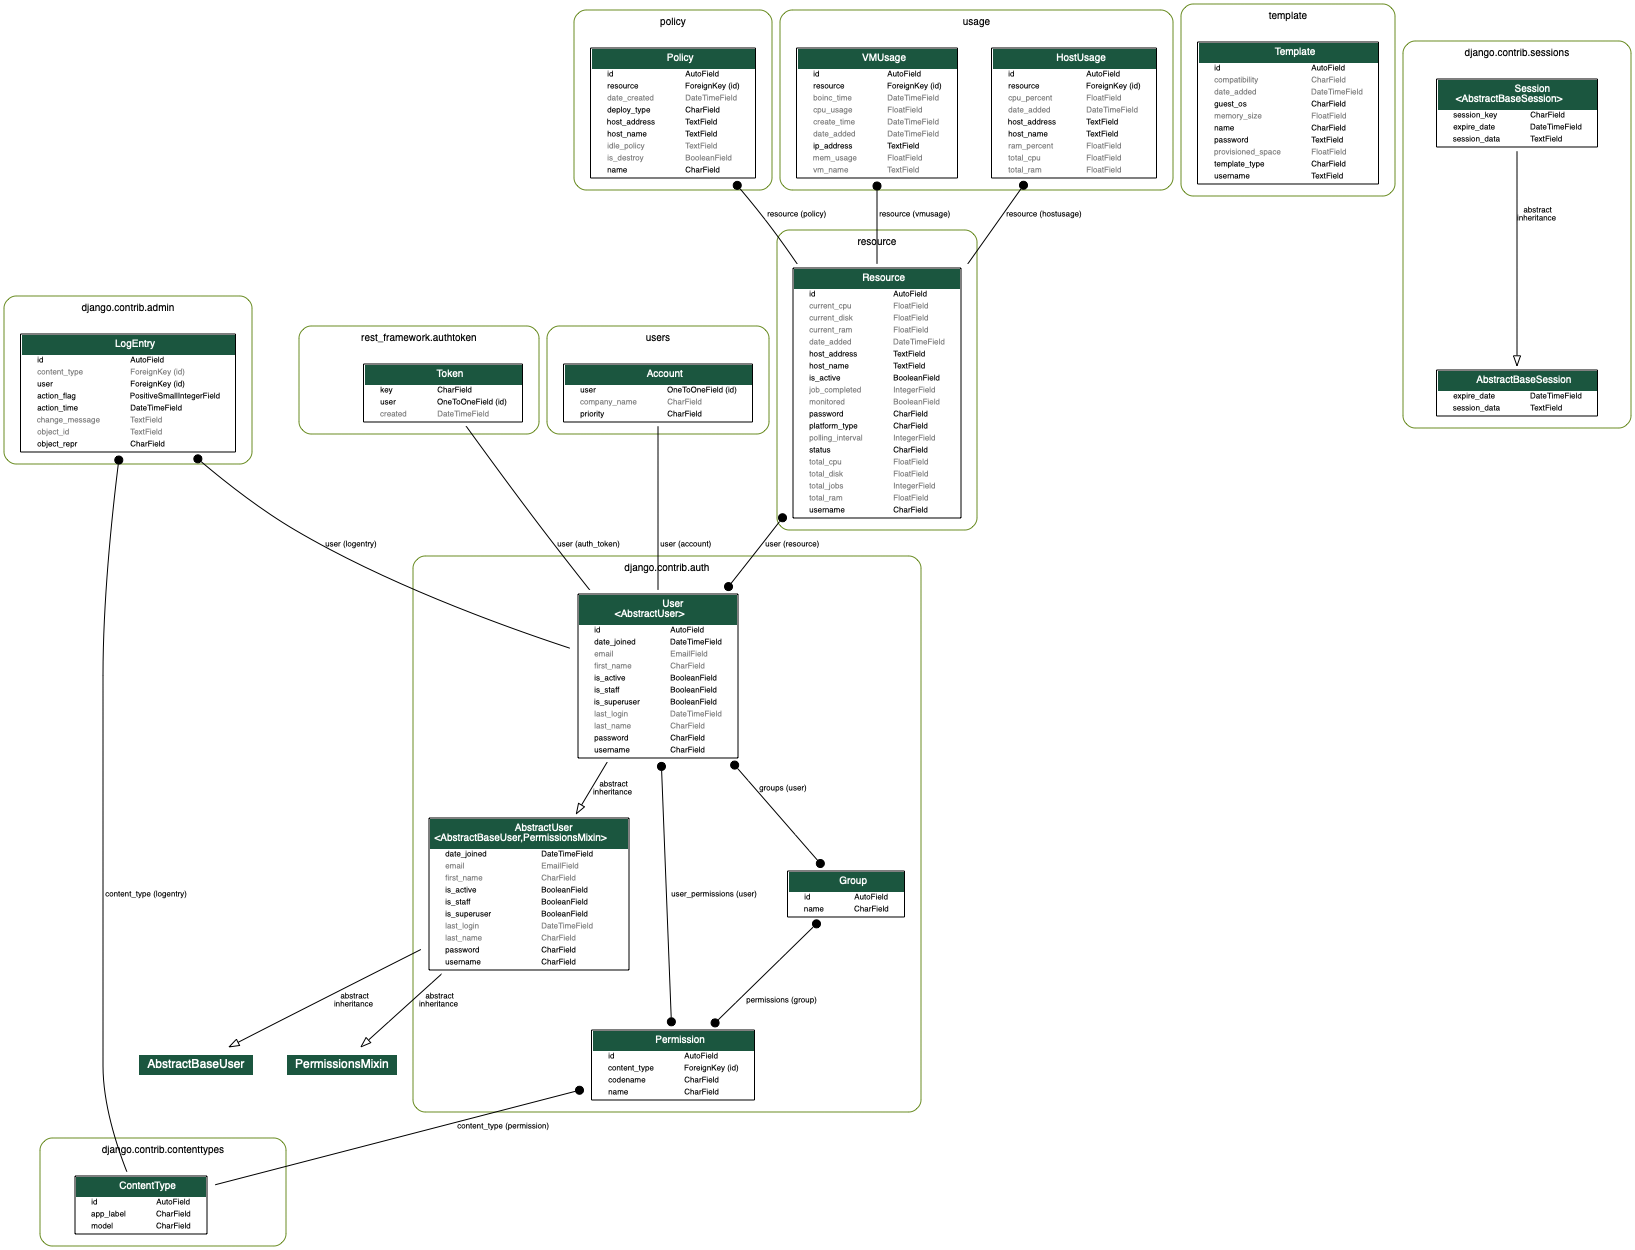 policy
Policy
id AutoField
resource ForeignKey (id)
date_created DateTimeField
deploy_type CharField
host_address TextField
host_name TextField
idle_policy TextField
is_destroy BooleanField
name CharField
usage
VMUsage
id AutoField
resource ForeignKey (id)
boinc_time DateTimeField
cpu_usage FloatField
create_time DateTimeField
date_added DateTimeField
ip_address TextField
mem_usage FloatField
vm_name TextField
HostUsage
id AutoField
resource ForeignKey (id)
cpu_percent FloatField
date_added DateTimeField
host_address TextField
host_name TextField
ram_percent FloatField
total_cpu FloatField
total_ram FloatField
template
Template
id AutoField
compatibility CharField
date_added DateTimeField
guest_os CharField
memory_size FloatField
name CharField
password TextField
provisioned_space FloatField
template_type CharField
username TextField
django.contrib.sessions
Session
<AbstractBaseSession>
session_key CharField
expire_date DateTimeField
session_data TextField
abstract
inheritance
AbstractBaseSession
expire_date DateTimeField
session_data TextField
resource (policy)
resource (vmusage)
resource (hostusage)
resource
Resource
id AutoField
current_cpu FloatField
current_disk FloatField
current_ram FloatField
date_added DateTimeField
host_address TextField
host_name TextField
is_active BooleanField
job_completed IntegerField
monitored BooleanField
password CharField
platform_type CharField
polling_interval IntegerField
status CharField
total_cpu FloatField
total_disk FloatField
total_jobs IntegerField
total_ram FloatField
username CharField
django.contrib.admin
LogEntry
id AutoField
content_type ForeignKey (id)
user ForeignKey (id)
action_flag PositiveSmallIntegerField
action_time DateTimeField
change_message TextField
object_id TextField
object_repr CharField
rest_framework.authtoken
Token
key CharField
user OneToOneField (id)
created DateTimeField
users
Account
user OneToOneField (id)
company_name CharField
priority CharField
user (logentry)
user (auth_token)
user (account)
user (resource)
django.contrib.auth
User
<AbstractUser>
id AutoField
date_joined DateTimeField
email EmailField
first_name CharField
is_active BooleanField
is_staff BooleanField
is_superuser BooleanField
last_login DateTimeField
last_name CharField
password CharField
username CharField
abstract
inheritance
groups (user)
AbstractUser
<AbstractBaseUser,PermissionsMixin>
date_joined DateTimeField
email EmailField
first_name CharField
is_active BooleanField
is_staff BooleanField
is_superuser BooleanField
last_login DateTimeField
last_name CharField
password CharField
username CharField
user_permissions (user)
Group
id AutoField
name CharField
content_type (logentry)
abstract
inheritance
abstract
inheritance
permissions (group)
AbstractBaseUser
PermissionsMixin
Permission
id AutoField
content_type ForeignKey (id)
codename CharField
name CharField
content_type (permission)
django.contrib.contenttypes
ContentType
id AutoField
app_label CharField
model CharField